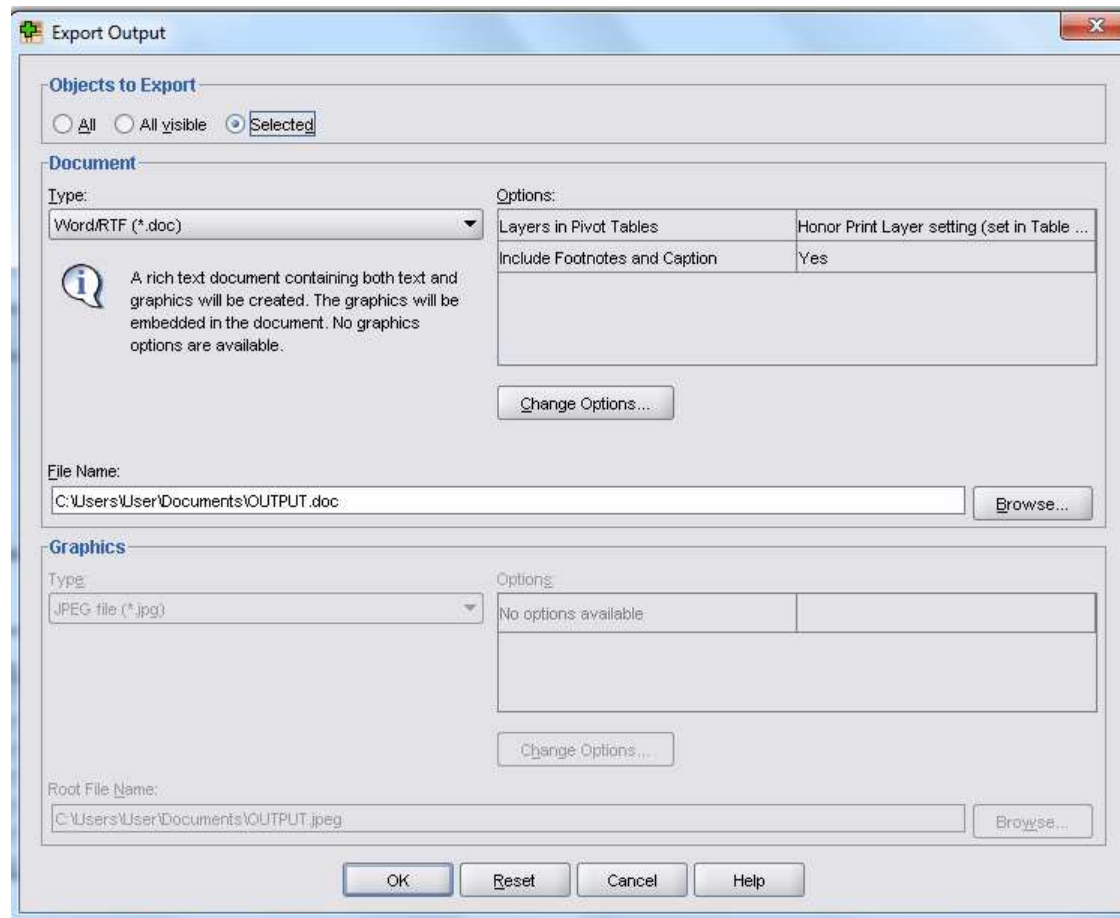 Export Output
Objects to Export
All All visible Selected
Document
Type:
Word/RTF (*.doc)
A rich text document containing both text and
graphics will be created. The graphics will be
embedded in the document. No graphics
options are available.
Options:
Layers in Pivot Tables Honor Print Layer setting (set in Table ...
Include Footnotes and Caption Yes
Change Options...
File Name:
C:\Users\User\Documents\OUTPUT.doc
Browse...
Graphics
Type:
JPEG file (*.jpg)
Options:
No options available
Change Options...
Root File Name:
C:\Users\User\Documents\OUTPUT.jpeg
Browse...
OK Reset Cancel Help